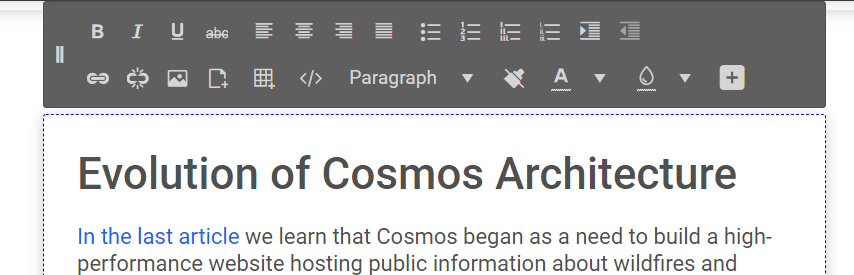 B I U abc
</> Paragraph A
Evolution of Cosmos Architecture
In the last article we learn that Cosmos began as a need to build a high-
performance website hosting public information about wildfires and